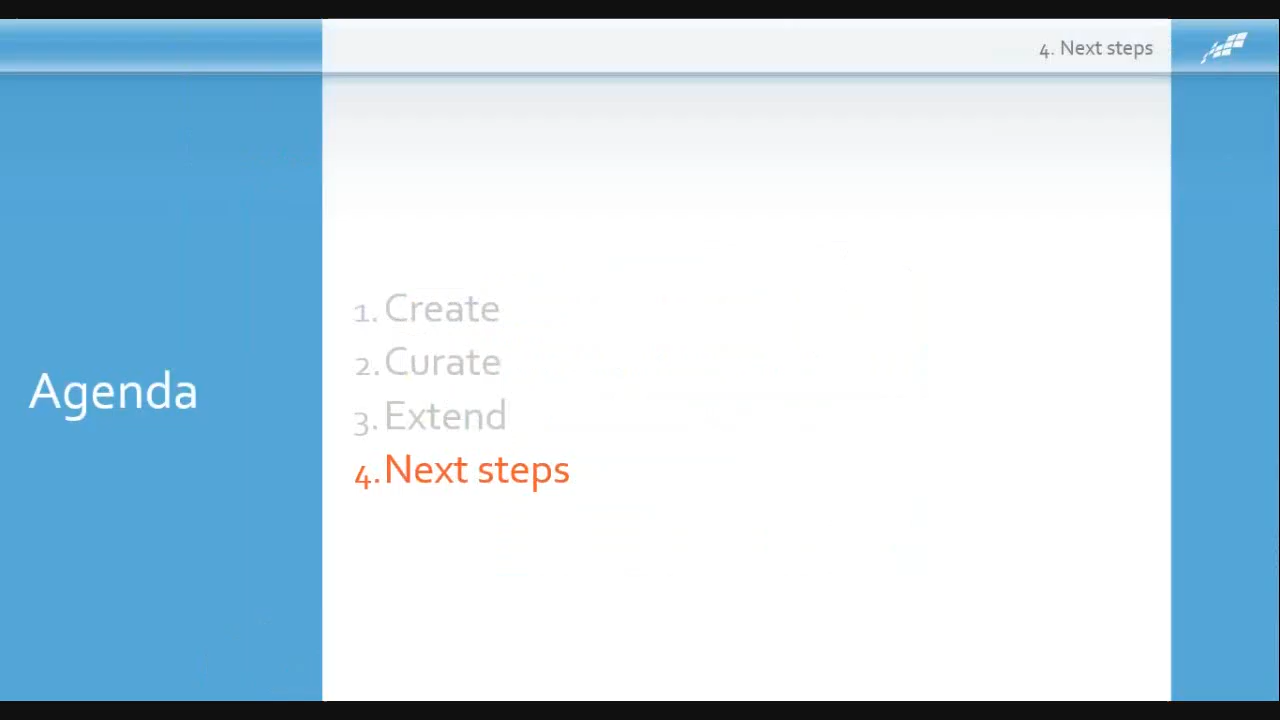 4. Next steps
Agenda
1. Create
2. Curate
3. Extend
4. Next steps